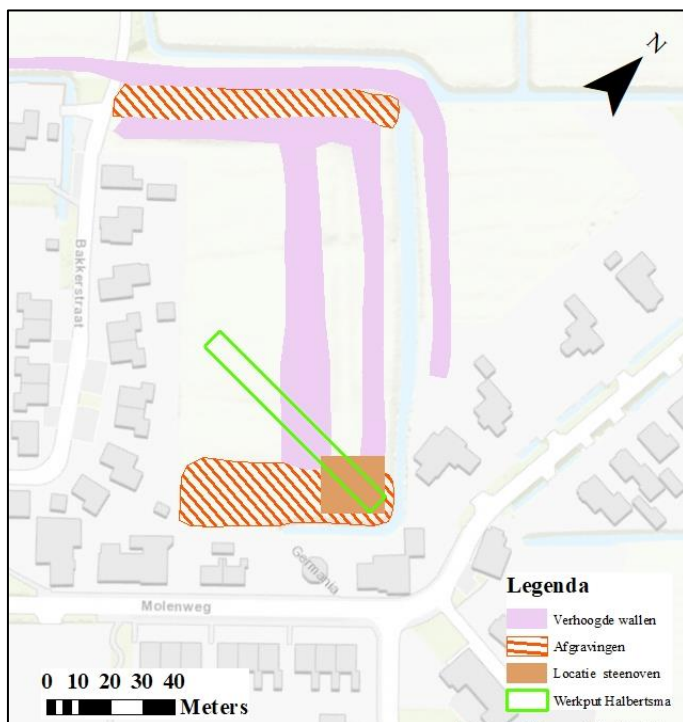 N
Bakkerstraat
Germania
Molenweg
Legenda
Verhoogde wallen
Afgravingen
Locatie steenoven
Werkput Halbertsma
0 10 20 30 40
Meters